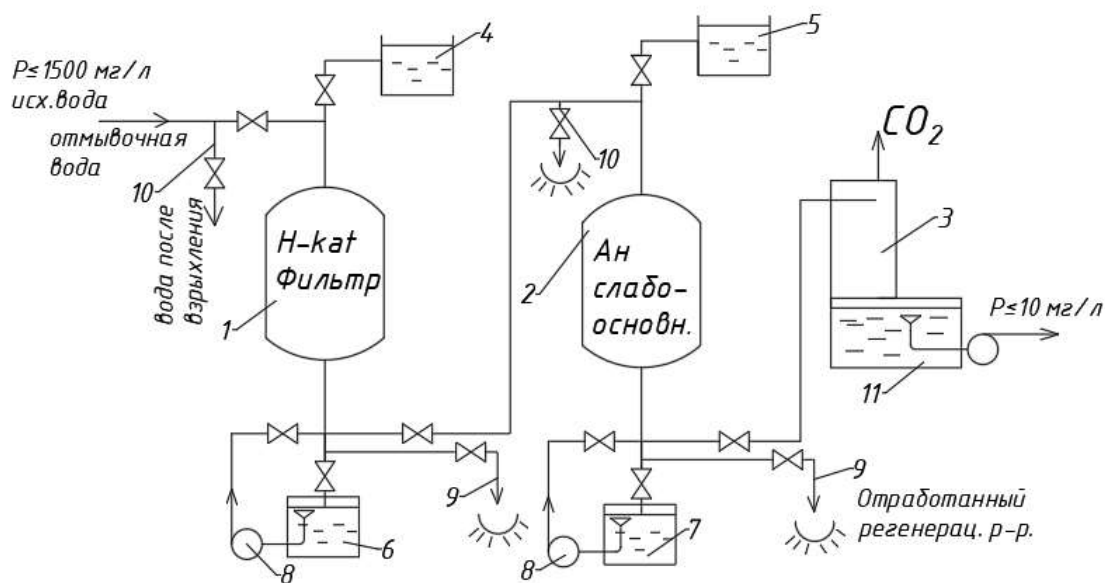 P≤1500 мг/л
исх.вода
отмывочная
вода
10
вода после
взрыхления
H-kat
Фильтр
1
4
10
5
Ан
слабо-
основн.
2
CO2
3
P≤10 мг/л
11
9
6
8
9
7
8
Отработанный
регенерац. р-р.